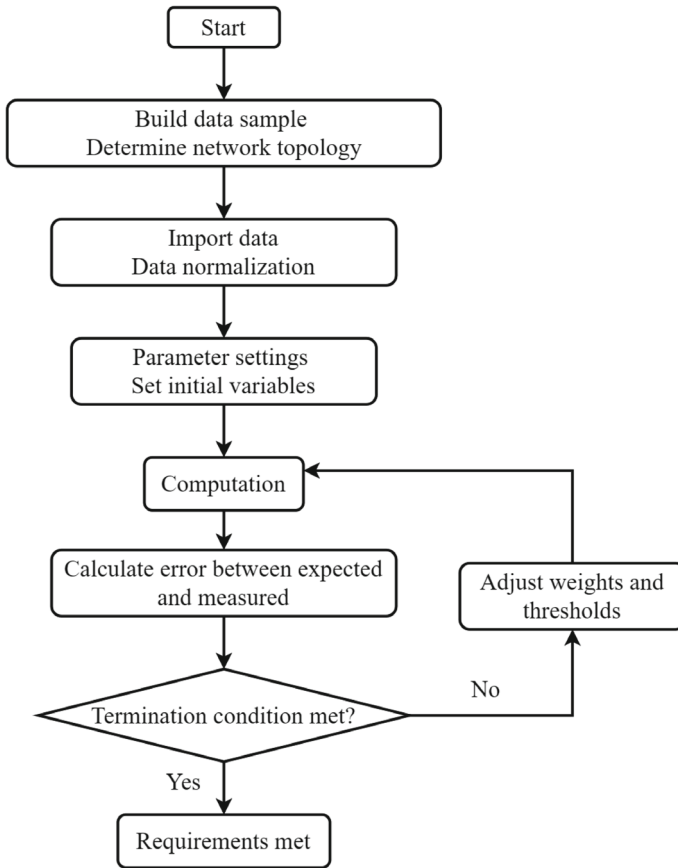 Start
Build data sample
Determine network topology
Import data
Data normalization
Parameter settings
Set initial variables
Computation
Calculate error between expected
and measured
Adjust weights and
thresholds
Termination condition met?
No
Yes
Requirements met